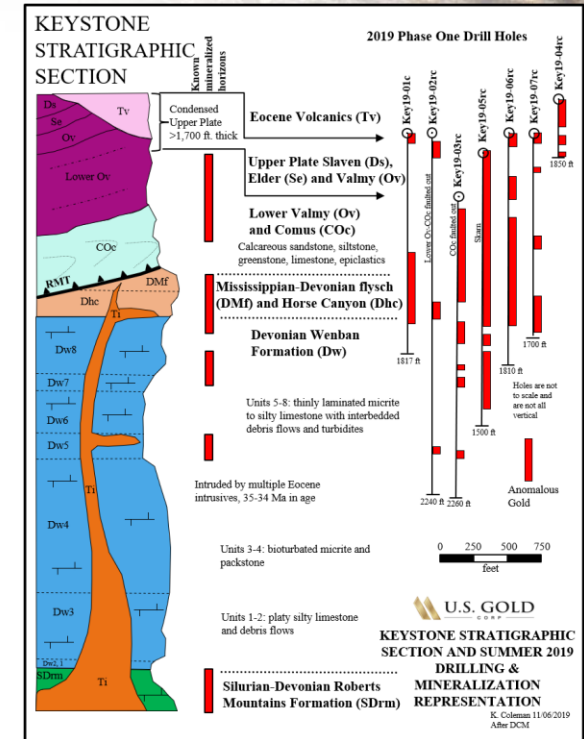 KEYSTONE
STRATIGRAPHIC
SECTION
Known
mineralized
horizons
2019 Phase One Drill Holes
Ds
Se
Ov
Tv
Lower Ov
COc
RMT
DMf
Dhc
Ti
Dw8
Dw7
Dw6
Dw5
Ti
Dw4
Dw3
Dw2, 1
SDrm
Ti
Condensed
Upper Plate
>1,700 ft. thick
Eocene Volcanics (Tv)
Upper Plate Slaven (Ds),
Elder (Se) and Valmy (Ov)
Lower Valmy (Ov)
and Comus (COc)
Calcareous sandstone, siltstone,
greenstone, limestone, epiclastics
Mississippian-Devonian flysch
(DMf) and Horse Canyon (Dhc)
Devonian Wenban
Formation (Dw)
Units 5-8: thinly laminated micrite
to silty limestone with interbedded
debris flows and turbidites
Intruded by multiple Eocene
intrusives, 35-34 Ma in age
Units 3-4: bioturbated micrite and
packstone
Units 1-2: platy silty limestone
and debris flows
Silurian-Devonian Roberts
Mountains Formation (SDrm)
Key19-01c
Key19-02rc
Key19-03rc
Key19-05rc
Key19-06rc
Key19-07rc
Key19-04rc
Lower Ov-COc faulted out
COc faulted out
Skarn
1817 ft
2240 ft
2260 ft
1500 ft
1810 ft
1700 ft
1850 ft
Holes are not
to scale and
are not all
vertical
Anomalous
Gold
0 250 500 750
feet
U.S. GOLD
CORP
KEYSTONE STRATIGRAPHIC
SECTION AND SUMMER 2019
DRILLING &
MINERALIZATION
REPRESENTATION
K. Coleman 11/06/2019
After DCM